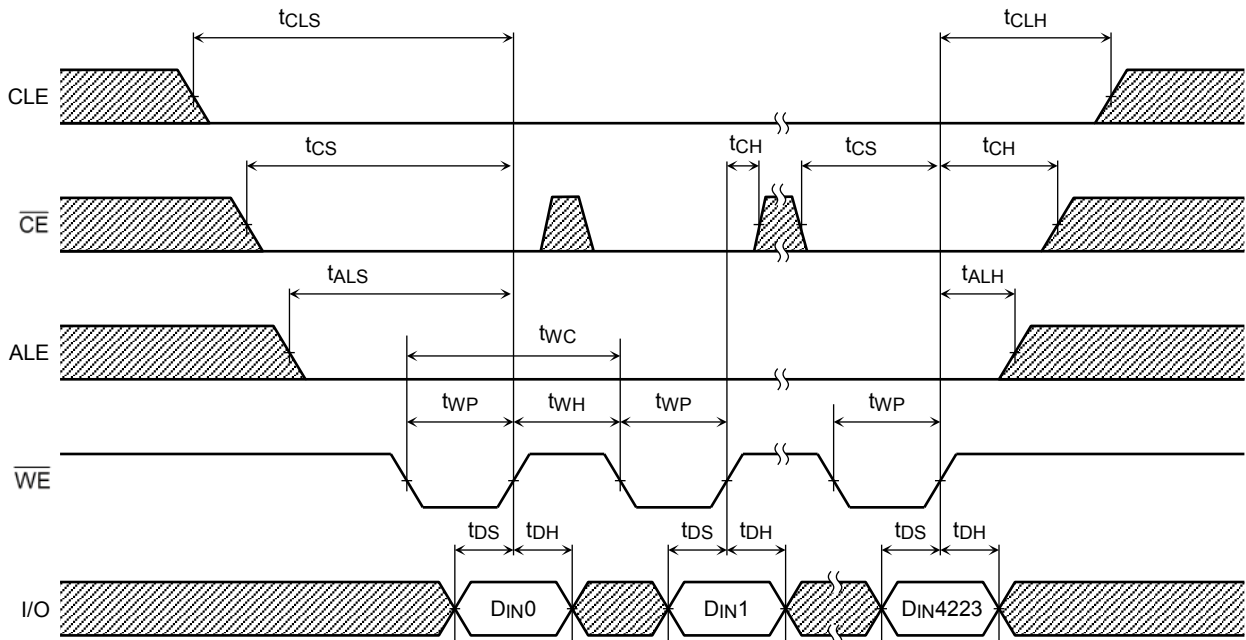 tCLS tCLH
CLE
tCS tCH tCS tCH
CE
tALS tALH
ALE
tWC
tWP tWH tWP tWP
WE
tDS tDH tDS tDH tDS tDH
I/O DIN0 DIN1 DIN4223